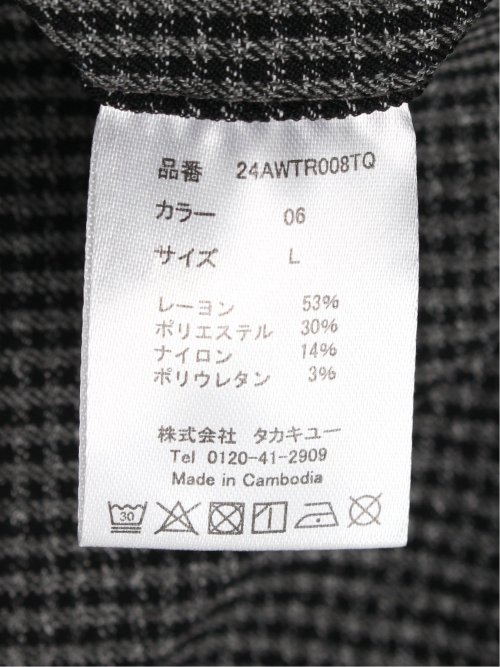 品番 24AWTR008TQ
カラー 06
サイズ L
レーヨン 53%
ポリエステル 30%
ナイロン 14%
ポリウレタン 3%
株式会社 タカキュー
Tel 0120-41-2909
Made in Cambodia
30